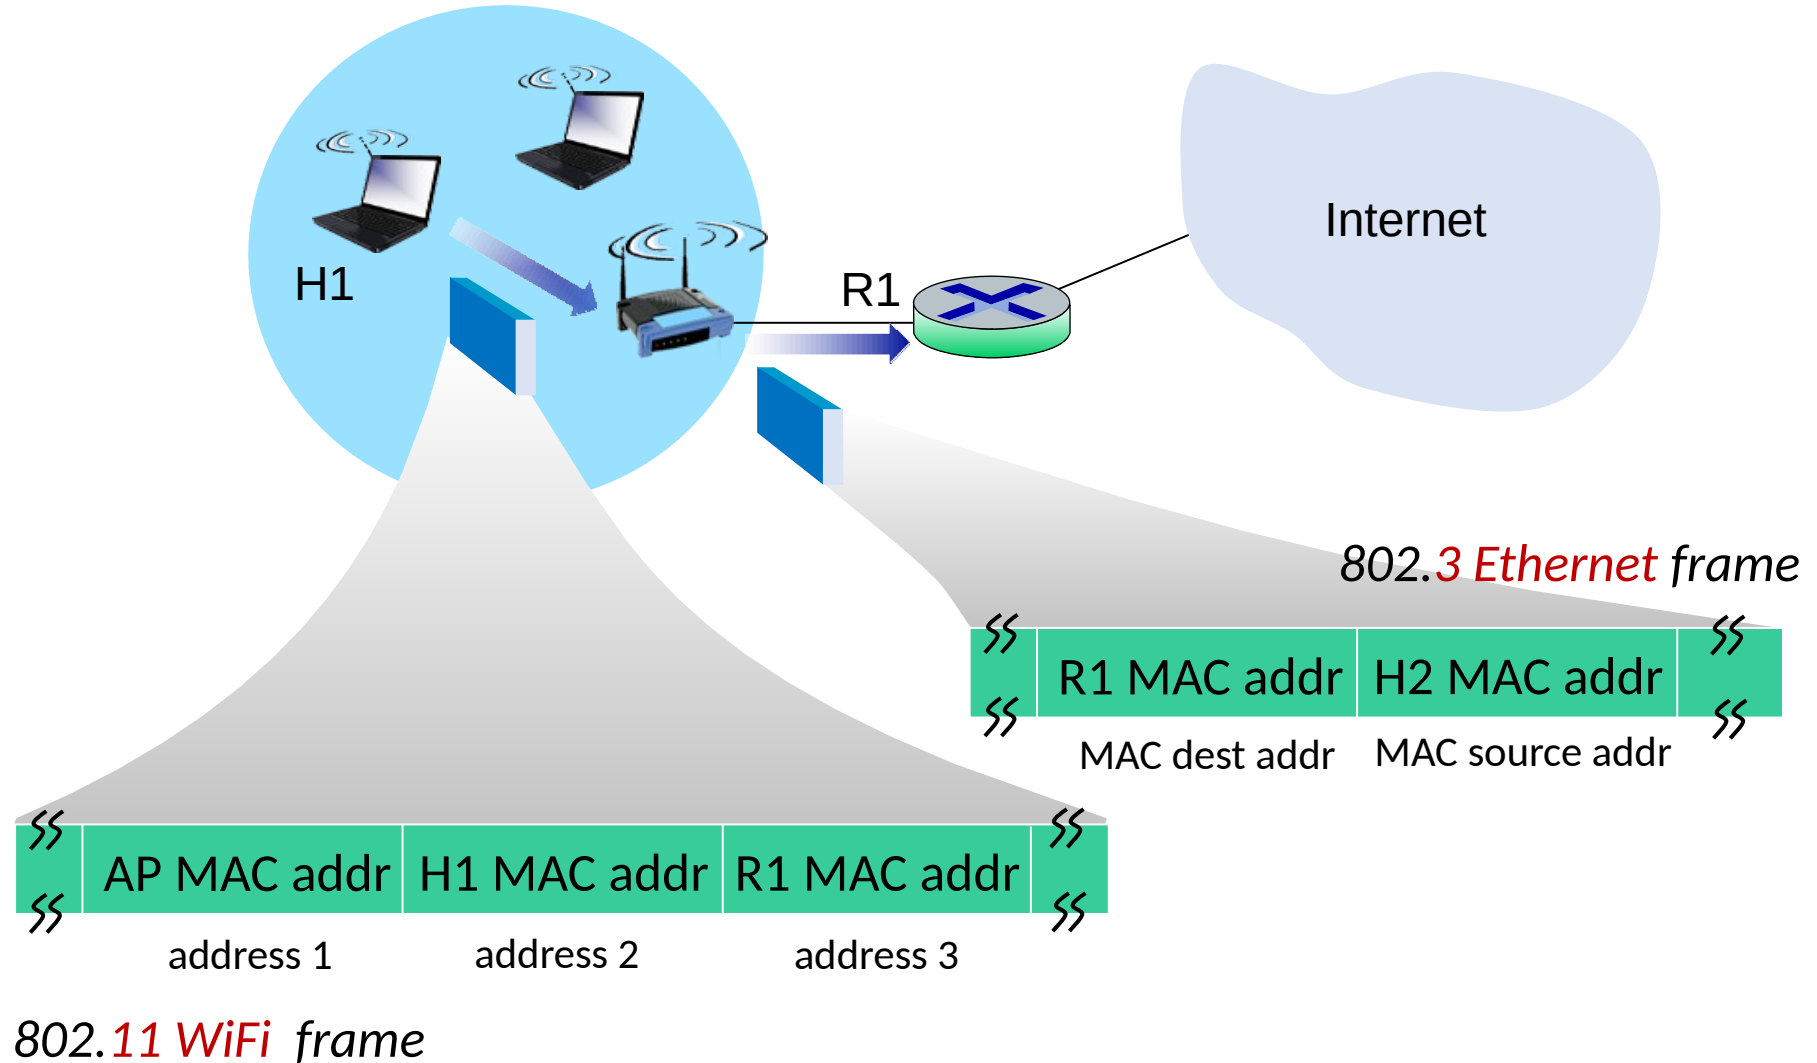 Internet
H1
R1
802.3 Ethernet frame
R1 MAC addr
H2 MAC addr
MAC dest addr
MAC source addr
AP MAC addr
H1 MAC addr
R1 MAC addr
address 1
address 2
address 3
802.11 WiFi frame